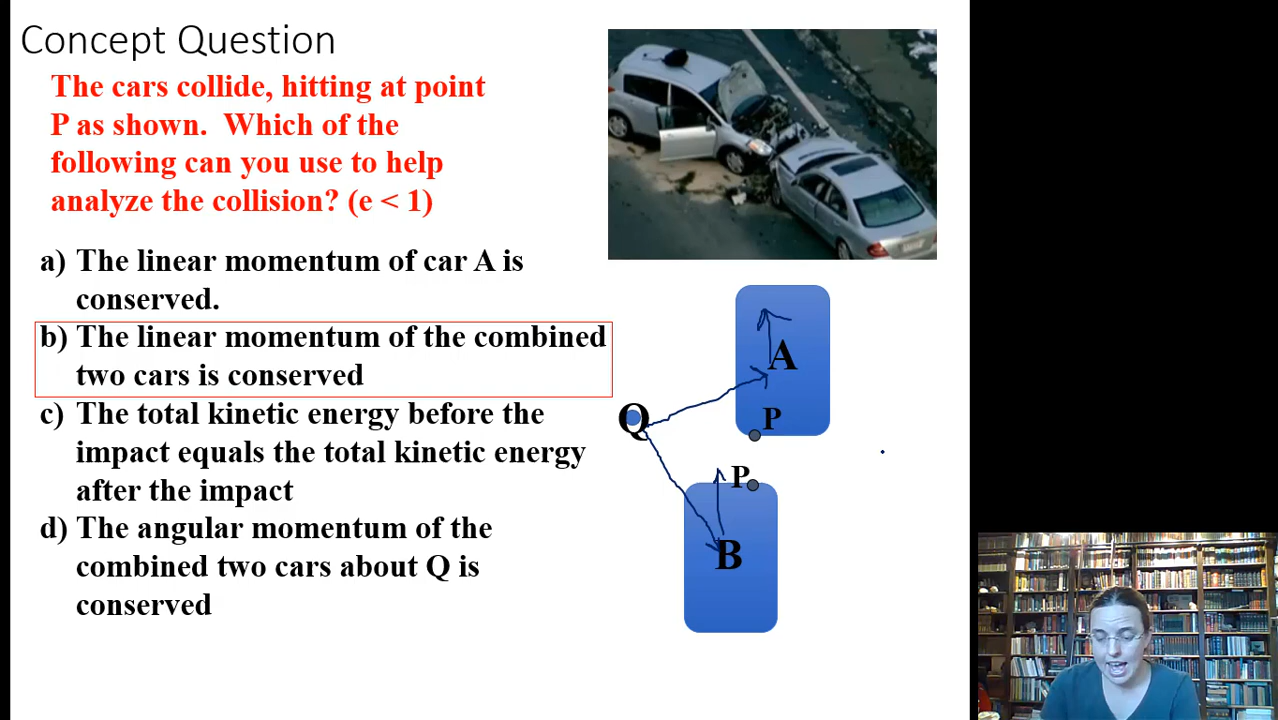 Concept Question
The cars collide, hitting at point
P as shown. Which of the
following can you use to help
analyze the collision? (e < 1)
a) The linear momentum of car A is
conserved.
b) The linear momentum of the combined
two cars is conserved
c) The total kinetic energy before the
impact equals the total kinetic energy
after the impact
d) The angular momentum of the
combined two cars about Q is
conserved
A
Q
P
P
B